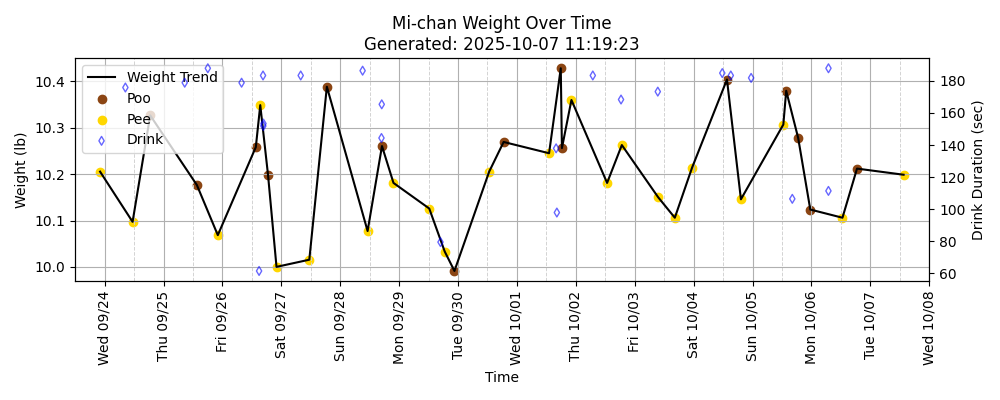 Mi-chan Weight Over Time
Generated: 2025-10-07 11:19:23
Weight Trend
Poo
Pee
Drink
Weight (lb)
10.4
10.3
10.2
10.1
10.0
Drink Duration (sec)
180
160
140
120
100
80
60
Wed 09/24
Thu 09/25
Fri 09/26
Sat 09/27
Sun 09/28
Mon 09/29
Tue 09/30
Wed 10/01
Thu 10/02
Fri 10/03
Sat 10/04
Sun 10/05
Mon 10/06
Tue 10/07
Wed 10/08
Time